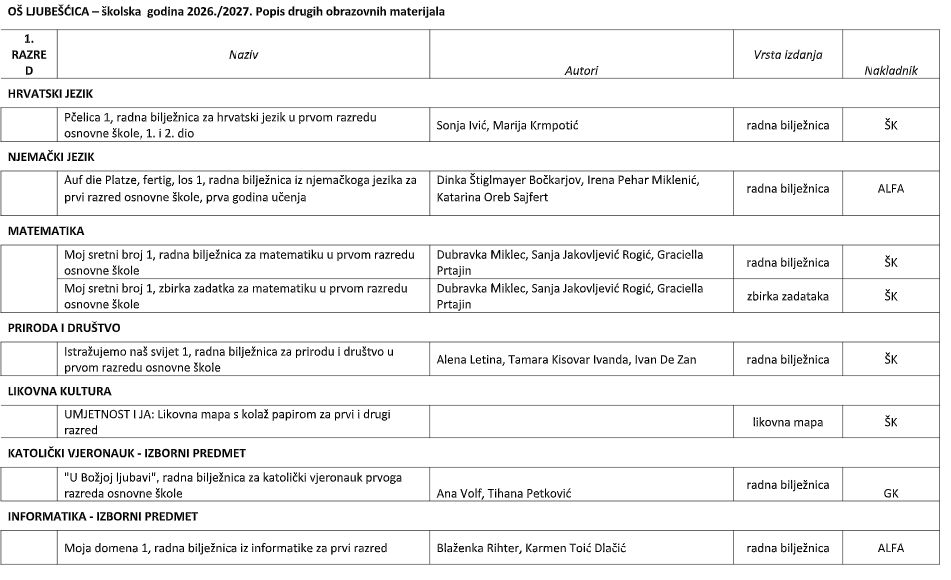 OŠ LJUBEŠĆICA – školska godina 2026./2027. Popis drugih obrazovnih materijala
1.
RAZRE
D
Naziv
Autori
Vrsta izdanja
Nakladnik
HRVATSKI JEZIK
Pčelica 1, radna bilježnica za hrvatski jezik u prvom razredu
osnovne škole, 1. i 2. dio
Sonja Ivić, Marija Krmpotić
radna bilježnica
ŠK
NJEMAČKI JEZIK
Auf die Platze, fertig, los 1, radna bilježnica iz njemačkoga jezika za
prvi razred osnovne škole, prva godina učenja
Dinka Štiglmayer Bočkarjov, Irena Pehar Miklenić,
Katarina Oreb Sajfert
radna bilježnica
ALFA
MATEMATIKA
Moj sretni broj 1, radna bilježnica za matematiku u prvom razredu
osnovne škole
Dubravka Miklec, Sanja Jakovljević Rogić, Graciella
Prtajin
radna bilježnica
ŠK
Moj sretni broj 1, zbirka zadatka za matematiku u prvom razredu
osnovne škole
Dubravka Miklec, Sanja Jakovljević Rogić, Graciella
Prtajin
zbirka zadataka
ŠK
PRIRODA I DRUŠTVO
Istražujemo naš svijet 1, radna bilježnica za prirodu i društvo u
prvom razredu osnovne škole
Alena Letina, Tamara Kisovar Ivanda, Ivan De Zan
radna bilježnica
ŠK
LIKOVNA KULTURA
UMJETNOST I JA: Likovna mapa s kolaž papirom za prvi i drugi
razred
likovna mapa
ŠK
KATOLIČKI VJERONAUK - IZBORNI PREDMET
"U Božjoj ljubavi", radna bilježnica za katolički vjeronauk prvoga
razreda osnovne škole
Ana Volf, Tihana Petković
radna bilježnica
GK
INFORMATIKA - IZBORNI PREDMET
Moja domena 1, radna bilježnica iz informatike za prvi razred
Blaženka Rihter, Karmen Toić Dlačić
radna bilježnica
ALFA